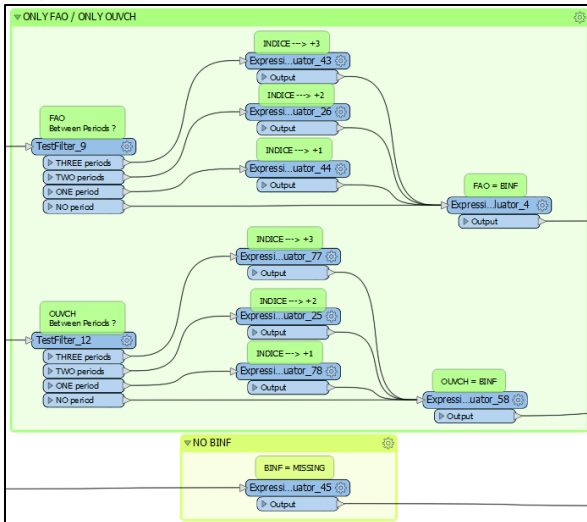 ONLY FAO / ONLY OUVCH
INDICE ---> +3
Expressi...uator_43
Output
INDICE ---> +2
Expressi...uator_26
Output
FAO
Between Periods ?
TestFilter_9
THREE periods
TWO periods
ONE period
NO period
INDICE ---> +1
Expressi...uator_44
Output
FAO = BINF
Expressi...luator_4
Output
INDICE ---> +3
Expressi...uator_77
Output
OUVCH
Between Periods ?
TestFilter_12
THREE periods
TWO periods
ONE period
NO period
INDICE ---> +2
Expressi...uator_25
Output
INDICE ---> +1
Expressi...uator_78
Output
OUVCH = BINF
Expressi...uator_58
Output
NO BINF
BINF = MISSING
Expressi...uator_45
Output